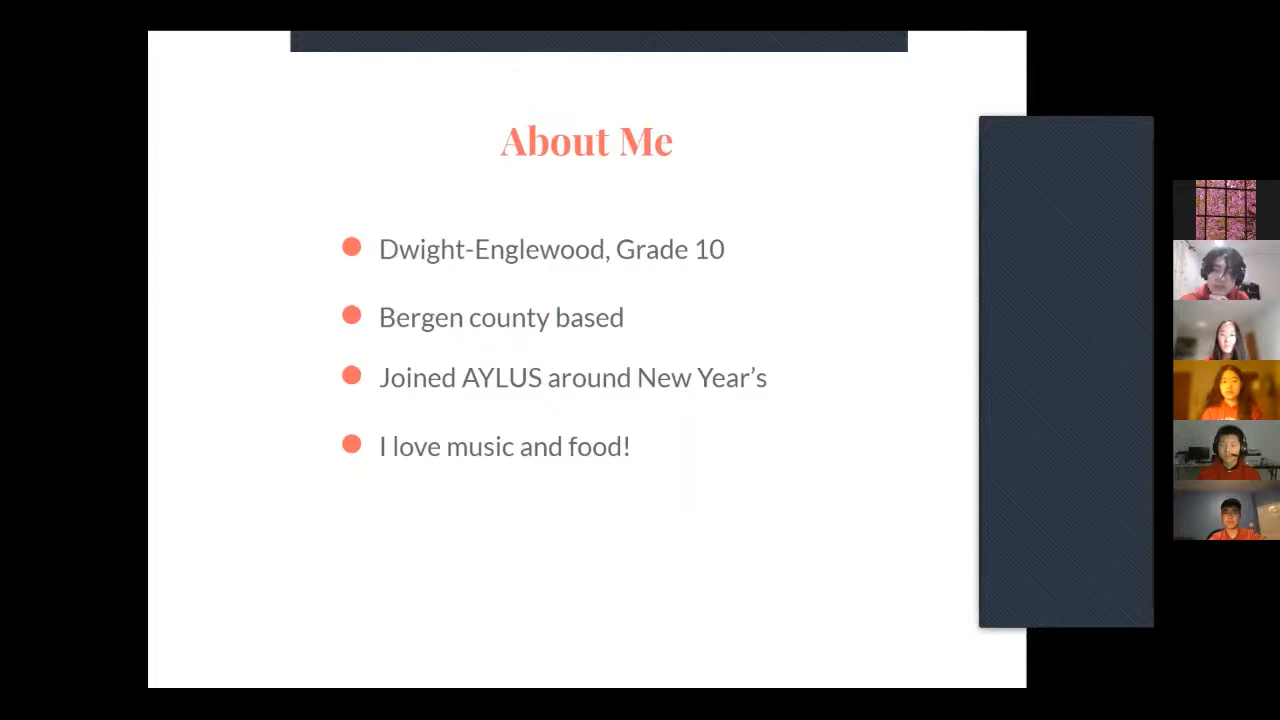 About Me
Dwight-Englewood, Grade 10
Bergen county based
Joined AYLUS around New Year’s
I love music and food!